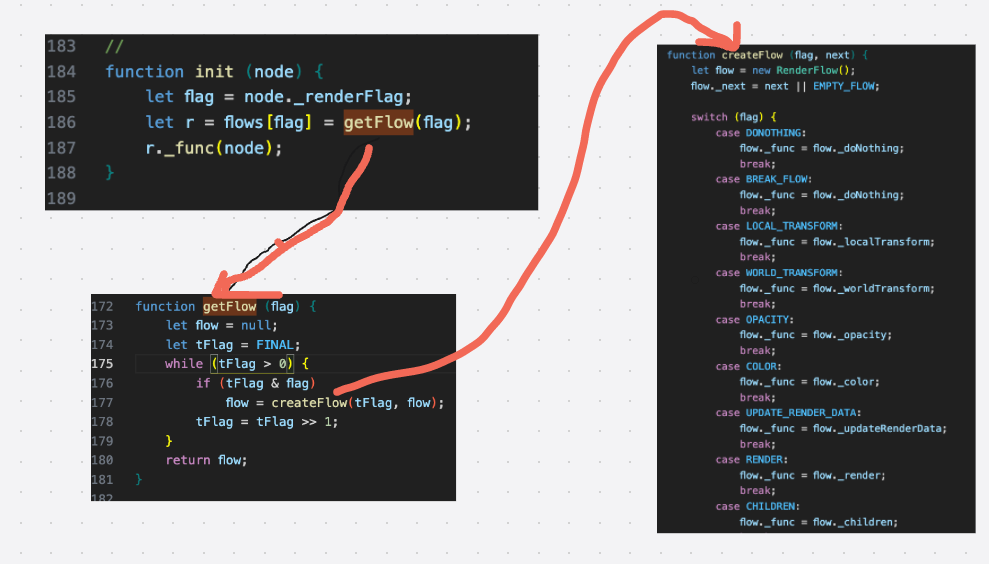 183 //
184 function init (node) {
185 let flag = node._renderFlag;
186 let r = flows[flag] = getFlow(flag);
187 r._func(node);
188 }
189
172 function getFlow (flag) {
173 let flow = null;
174 let tFlag = FINAL;
175 while (tFlag > 0) {
176 if (tFlag & flag)
177 flow = createFlow(tFlag, flow);
178 tFlag = tFlag >> 1;
179 }
180 return flow;
181 }
182
function createFlow (flag, next) {
let flow = new RenderFlow();
flow._next = next || EMPTY_FLOW;
switch (flag) {
case DONOTHING:
flow._func = flow._doNothing;
break;
case BREAK_FLOW:
flow._func = flow._doNothing;
break;
case LOCAL_TRANSFORM:
flow._func = flow._localTransform;
break;
case WORLD_TRANSFORM:
flow._func = flow._worldTransform;
break;
case OPACITY:
flow._func = flow._opacity;
break;
case COLOR:
flow._func = flow._color;
break;
case UPDATE_RENDER_DATA:
flow._func = flow._updateRenderData;
break;
case RENDER:
flow._func = flow._render;
break;
case CHILDREN:
flow._func = flow._children;